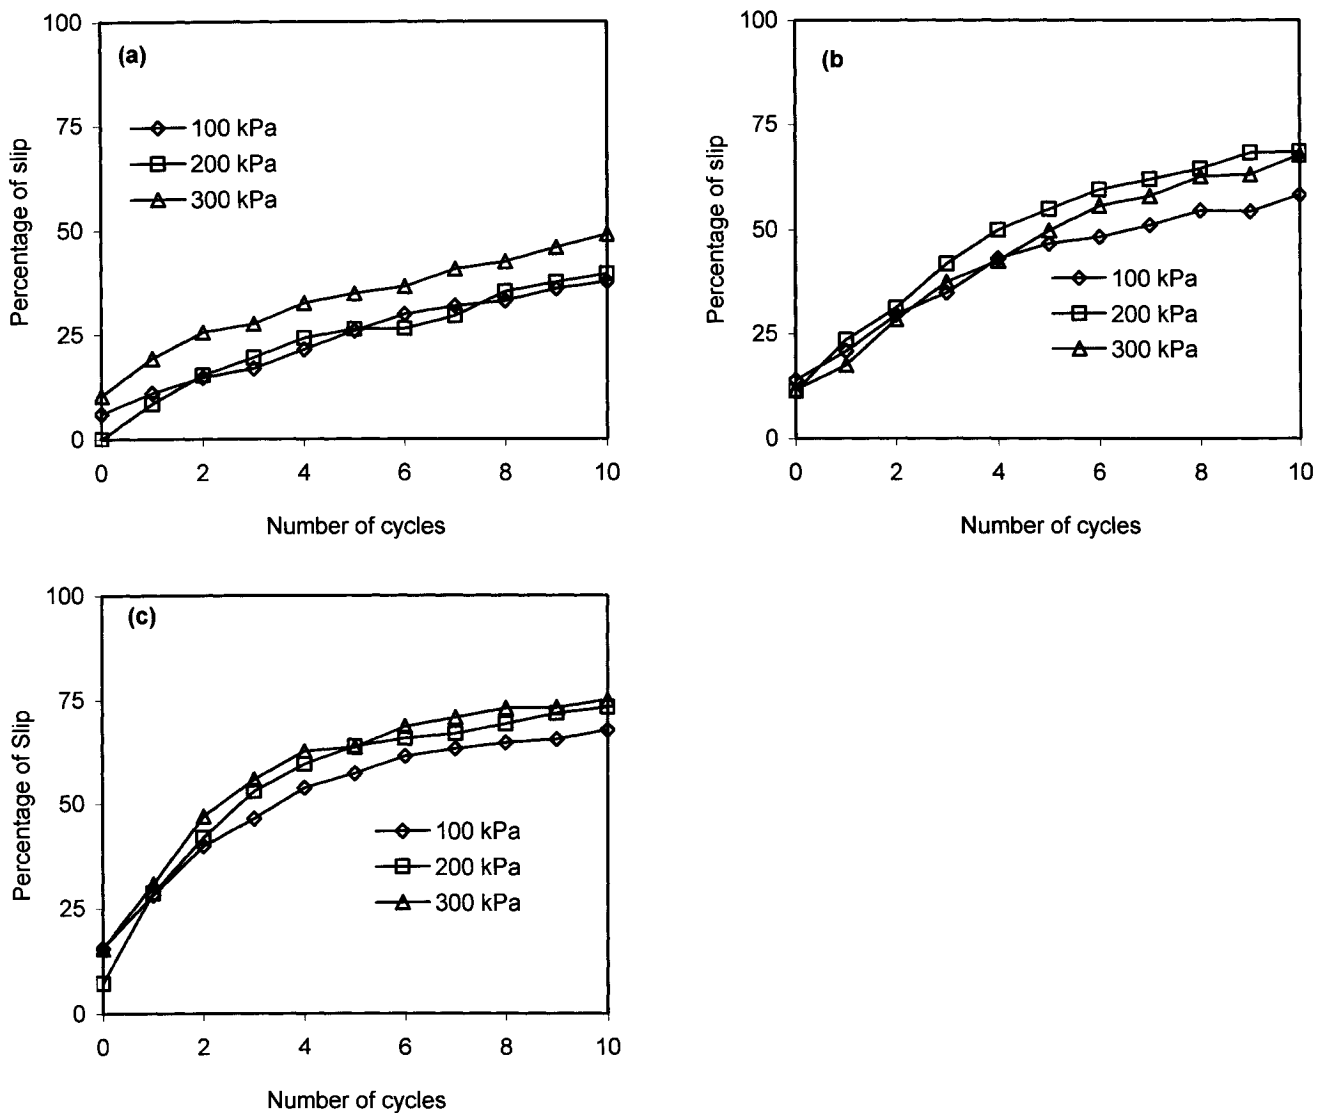 100
(a)
75
100 kPa
200 kPa
300 kPa
50
25
0
0 2 4 6 8 10
Percentage of slip
Number of cycles
100
(b
75
50
100 kPa
200 kPa
300 kPa
25
0
0 2 4 6 8 10
Percentage of slip
Number of cycles
100
(c)
75
50
100 kPa
200 kPa
300 kPa
25
0
0 2 4 6 8 10
Percentage of Slip
Number of cycles